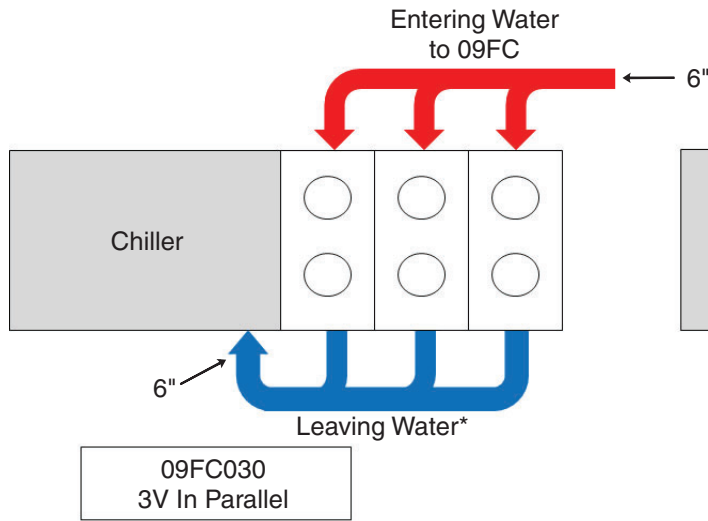 Entering Water
to 09FC
6"
Chiller
6"
Leaving Water*
09FC030
3V In Parallel